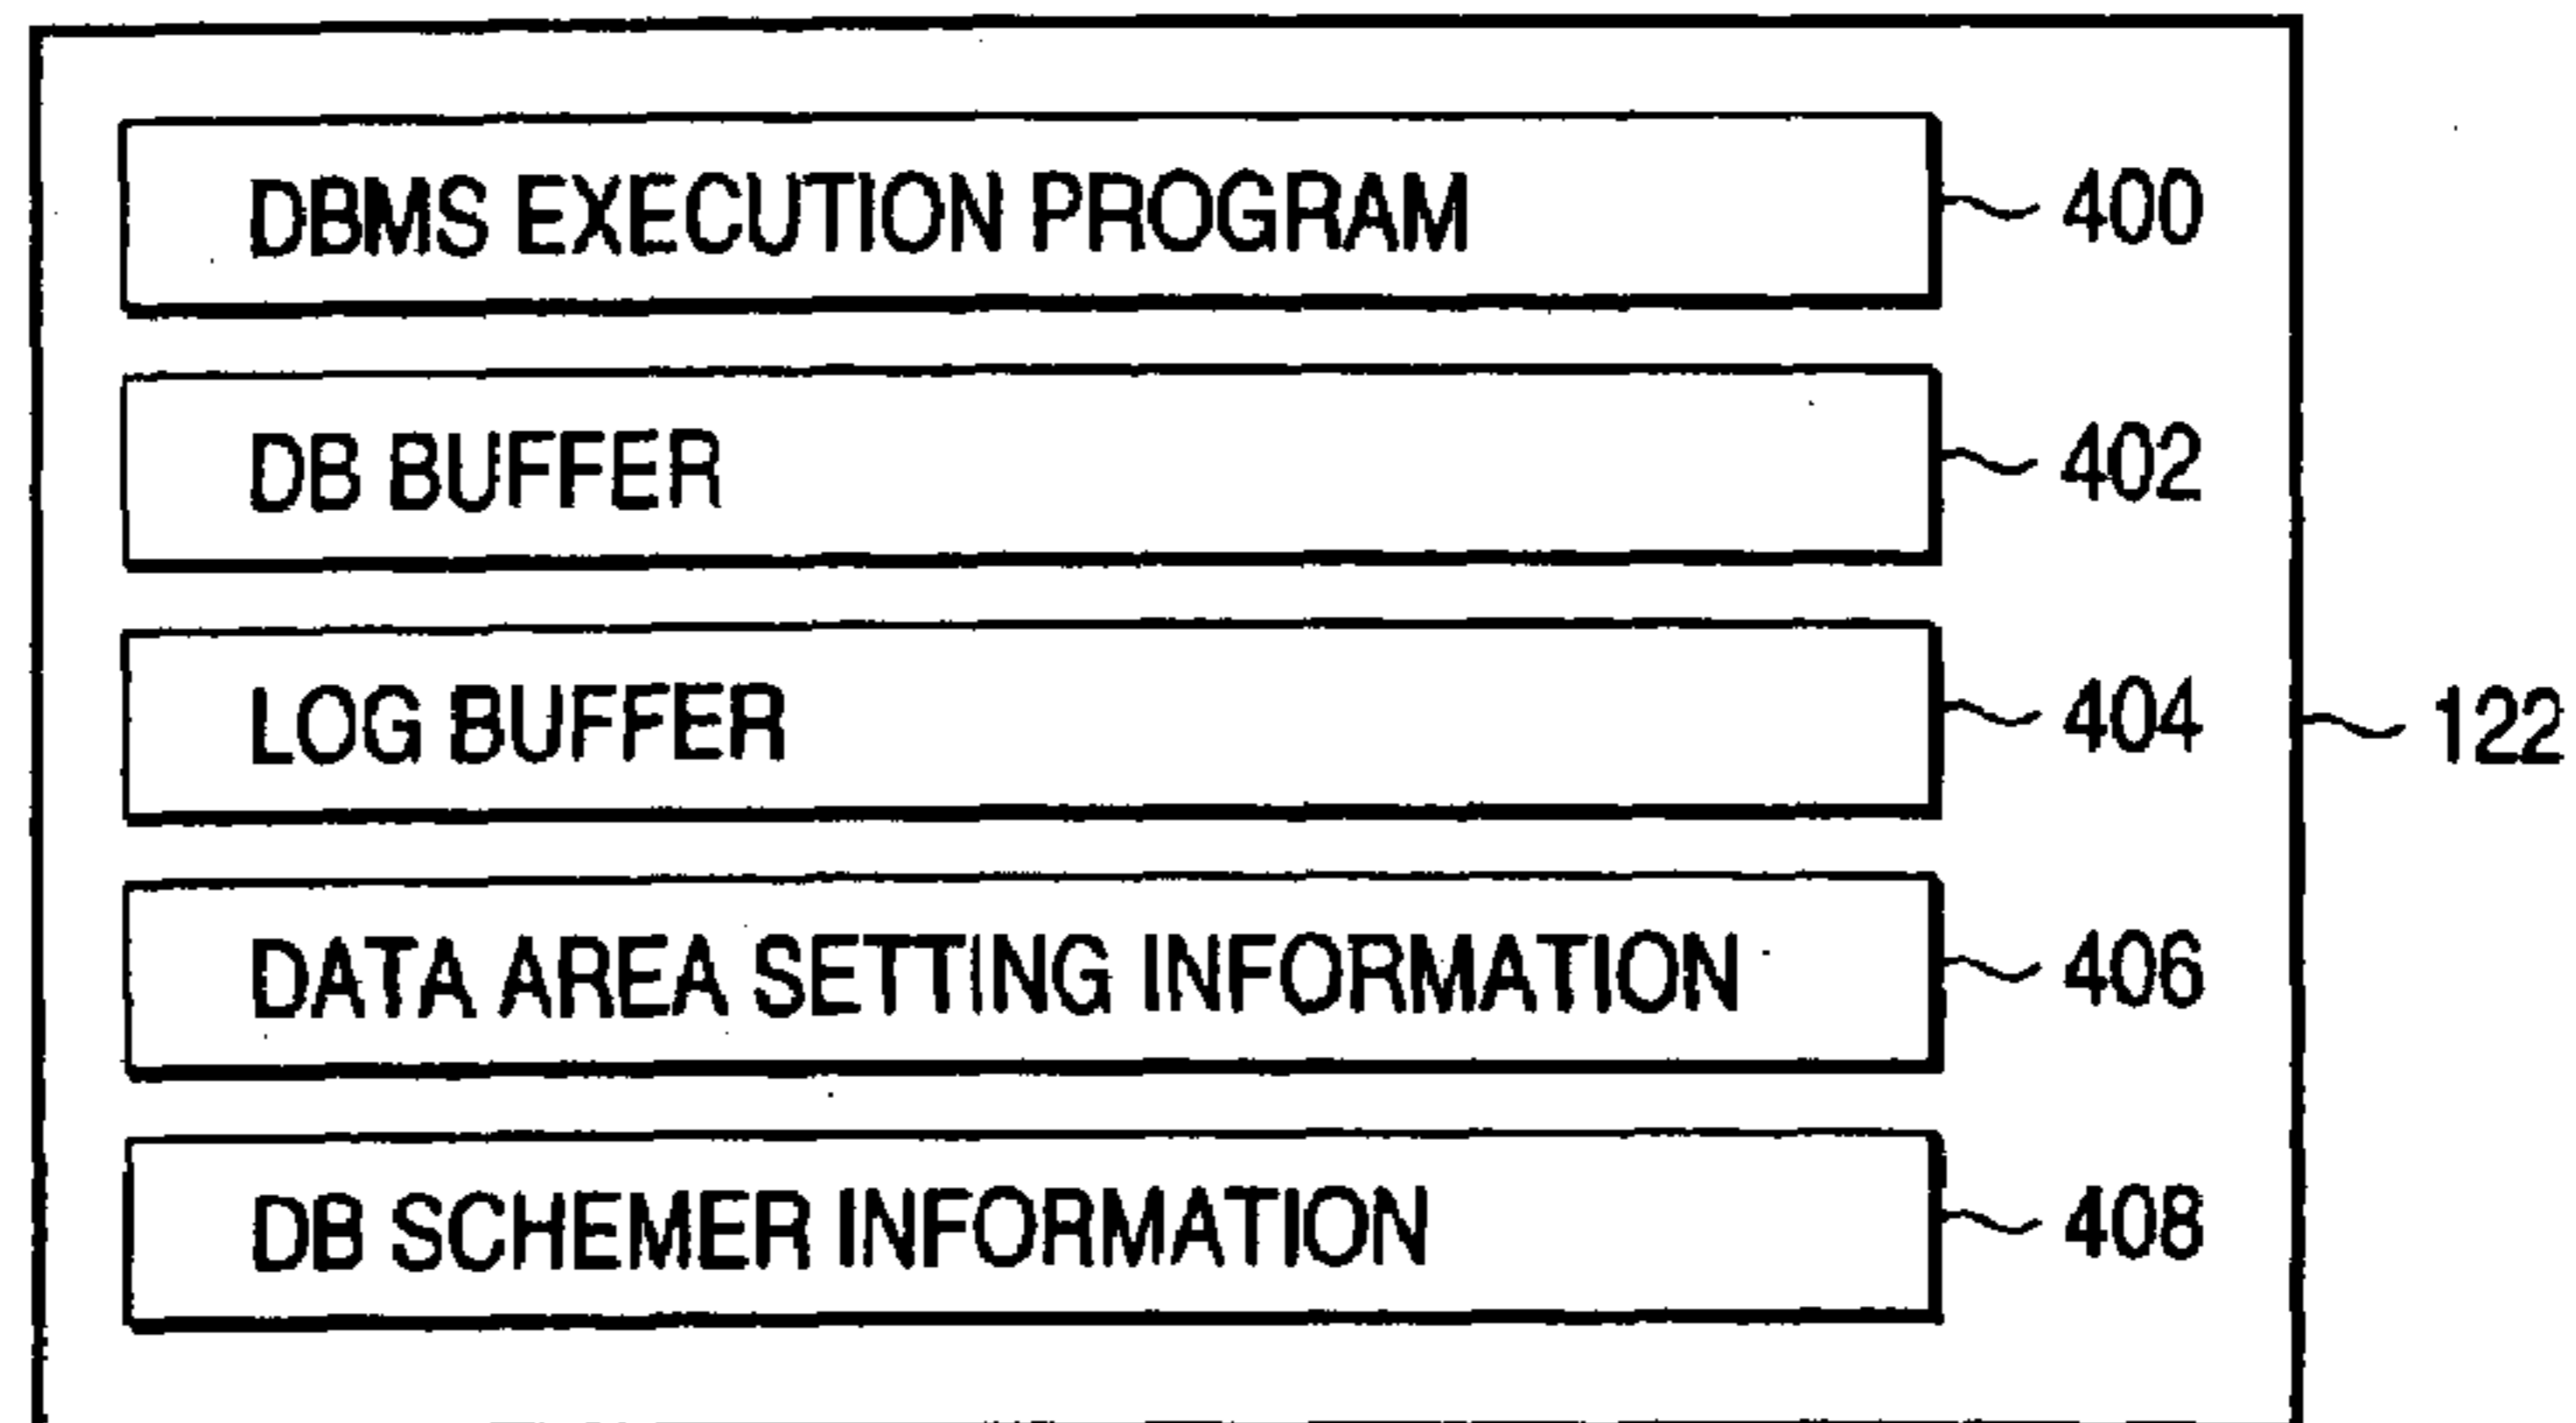 DBMS EXECUTION PROGRAM 400
DB BUFFER 402
LOG BUFFER 404
122
DATA AREA SETTING INFORMATION 406
DB SCHEMER INFORMATION 408